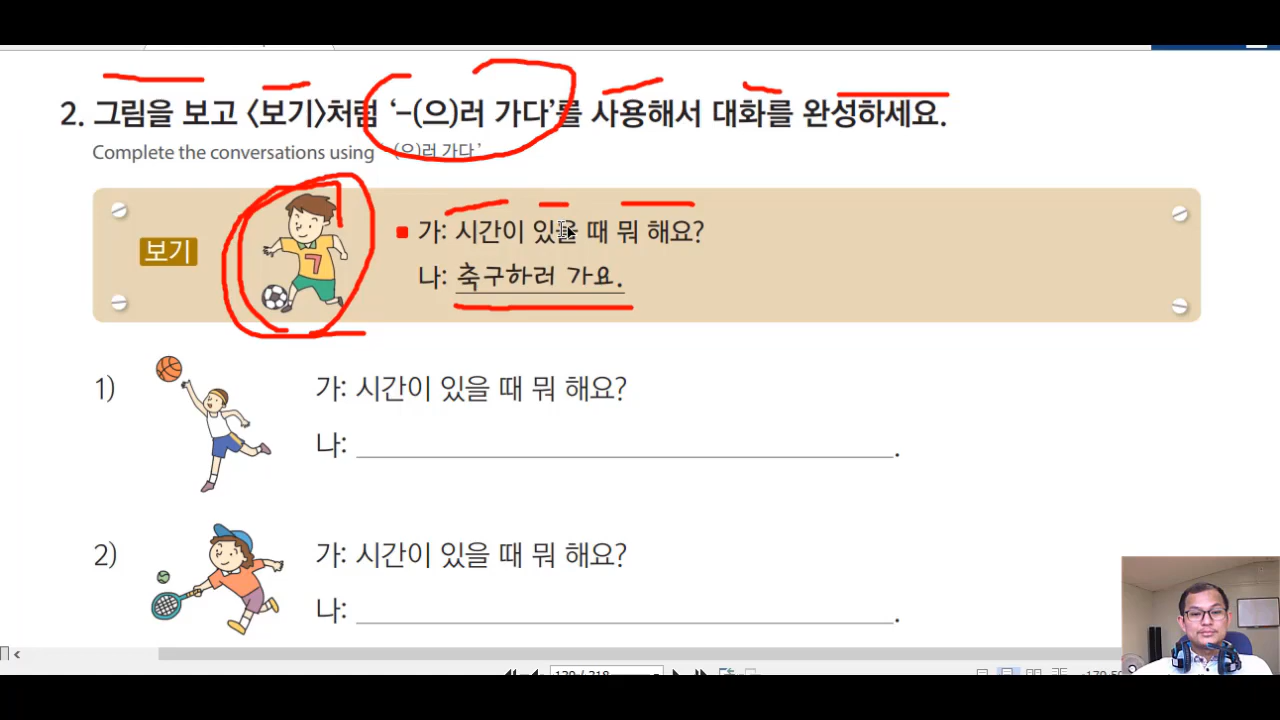 2. 그림을 보고 〈보기〉처럼 ‘-(으)러 가다’를 사용해서 대화를 완성하세요.
Complete the conversations using ‘-(으)러 가다’
보기
가: 시간이 있을 때 뭐 해요?
나: 축구하러 가요.
7
1)
가: 시간이 있을 때 뭐 해요?
나: .
2)
가: 시간이 있을 때 뭐 해요?
나: .